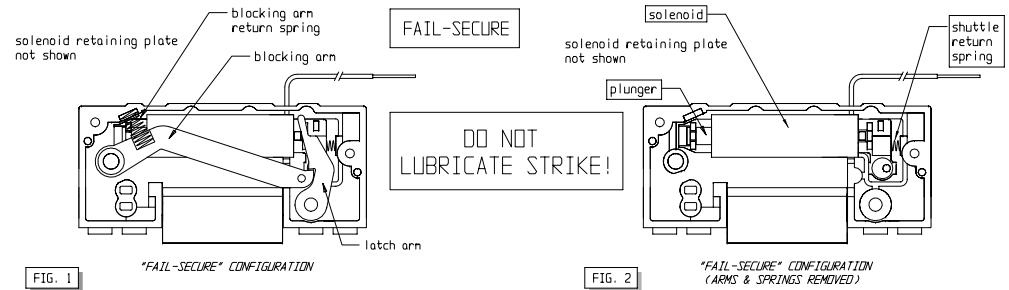 blocking arm
return spring
solenoid retaining plate
not shown
blocking arm
latch arm
"FAIL-SECURE" CONFIGURATION
FIG. 1
FAIL-SECURE
DO NOT
LUBRICATE STRIKE!
solenoid
solenoid retaining plate
not shown
plunger
shuttle
return
spring
"FAIL-SECURE" CONFIGURATION
(ARMS & SPRINGS REMOVED)
FIG. 2